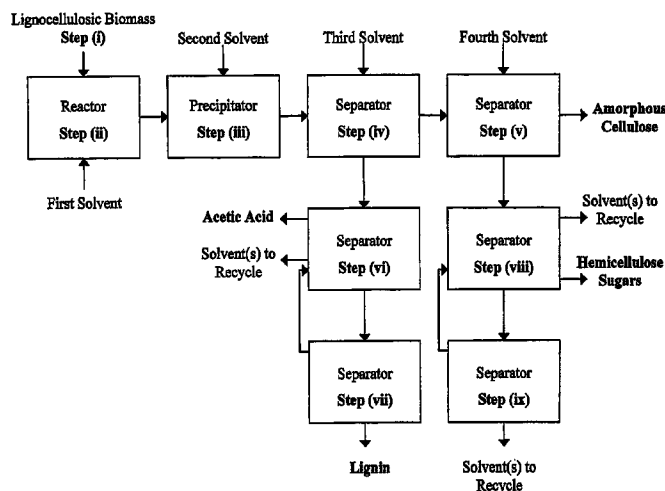 Lignocellulosic Biomass
Step (i)
Second Solvent
Third Solvent
Fourth Solvent
Reactor
Step (ii)
Precipitator
Step (iii)
Separator
Step (iv)
Separator
Step (v)
Amorphous
Cellulose
First Solvent
Acetic Acid
Solvent(s) to
Recycle
Separator
Step (vi)
Separator
Step (viii)
Solvent(s) to
Recycle
Hemicellulose
Sugars
Separator
Step (vii)
Separator
Step (ix)
Lignin
Solvent(s) to
Recycle